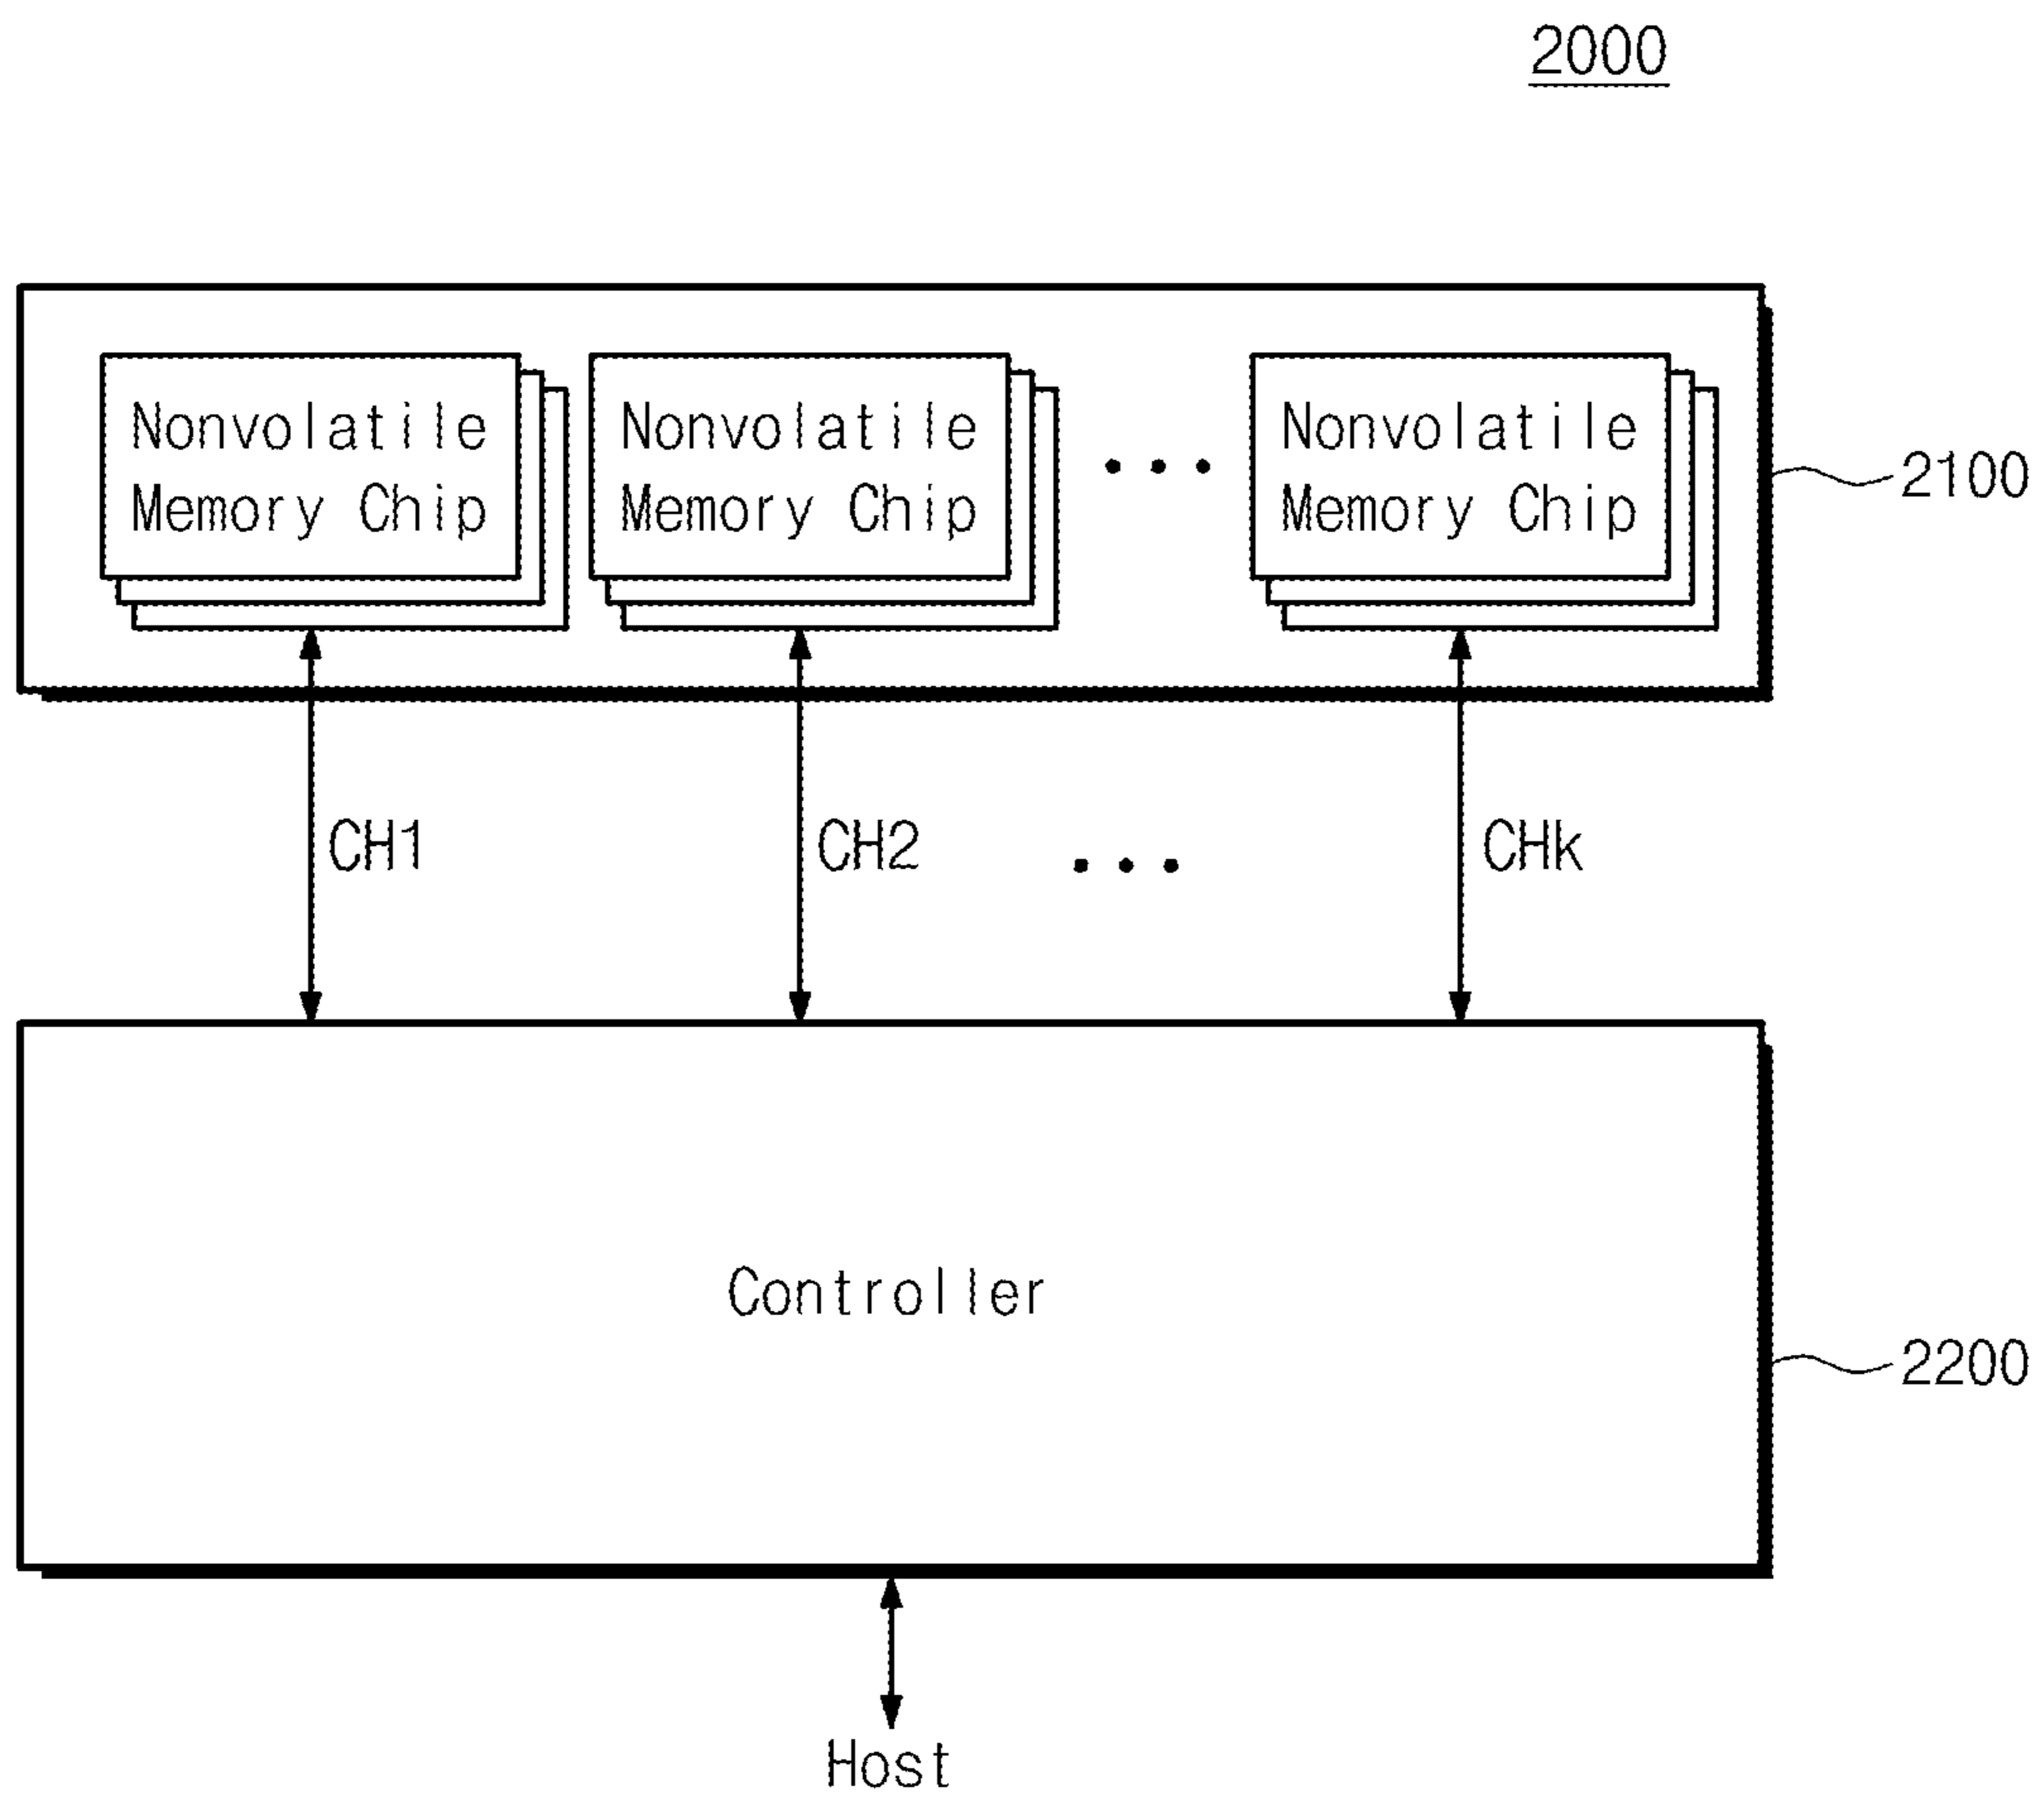 2000
Nonvolatile
Memory Chip
Nonvolatile
Memory Chip
...
Nonvolatile
Memory Chip
2100
CH1
CH2
...
CHk
Controller
2200
Host